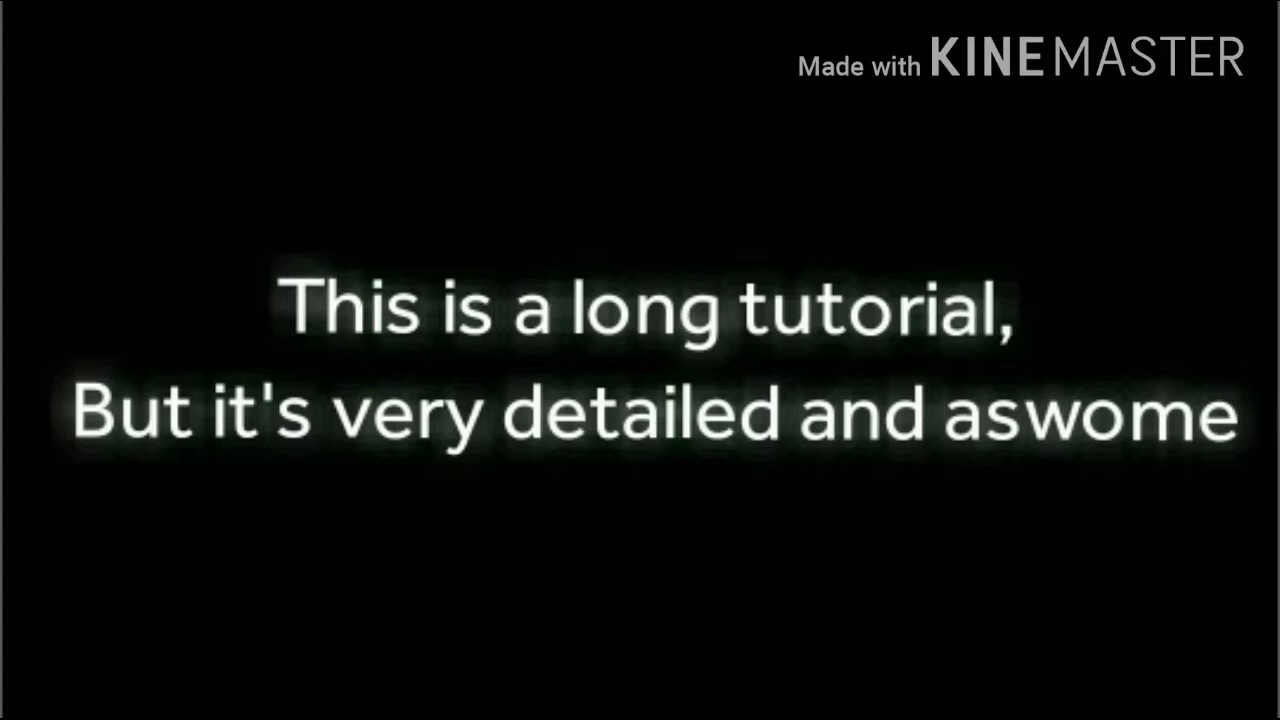 Made with KINEMASTER
This is a long tutorial,
But it's very detailed and aswome